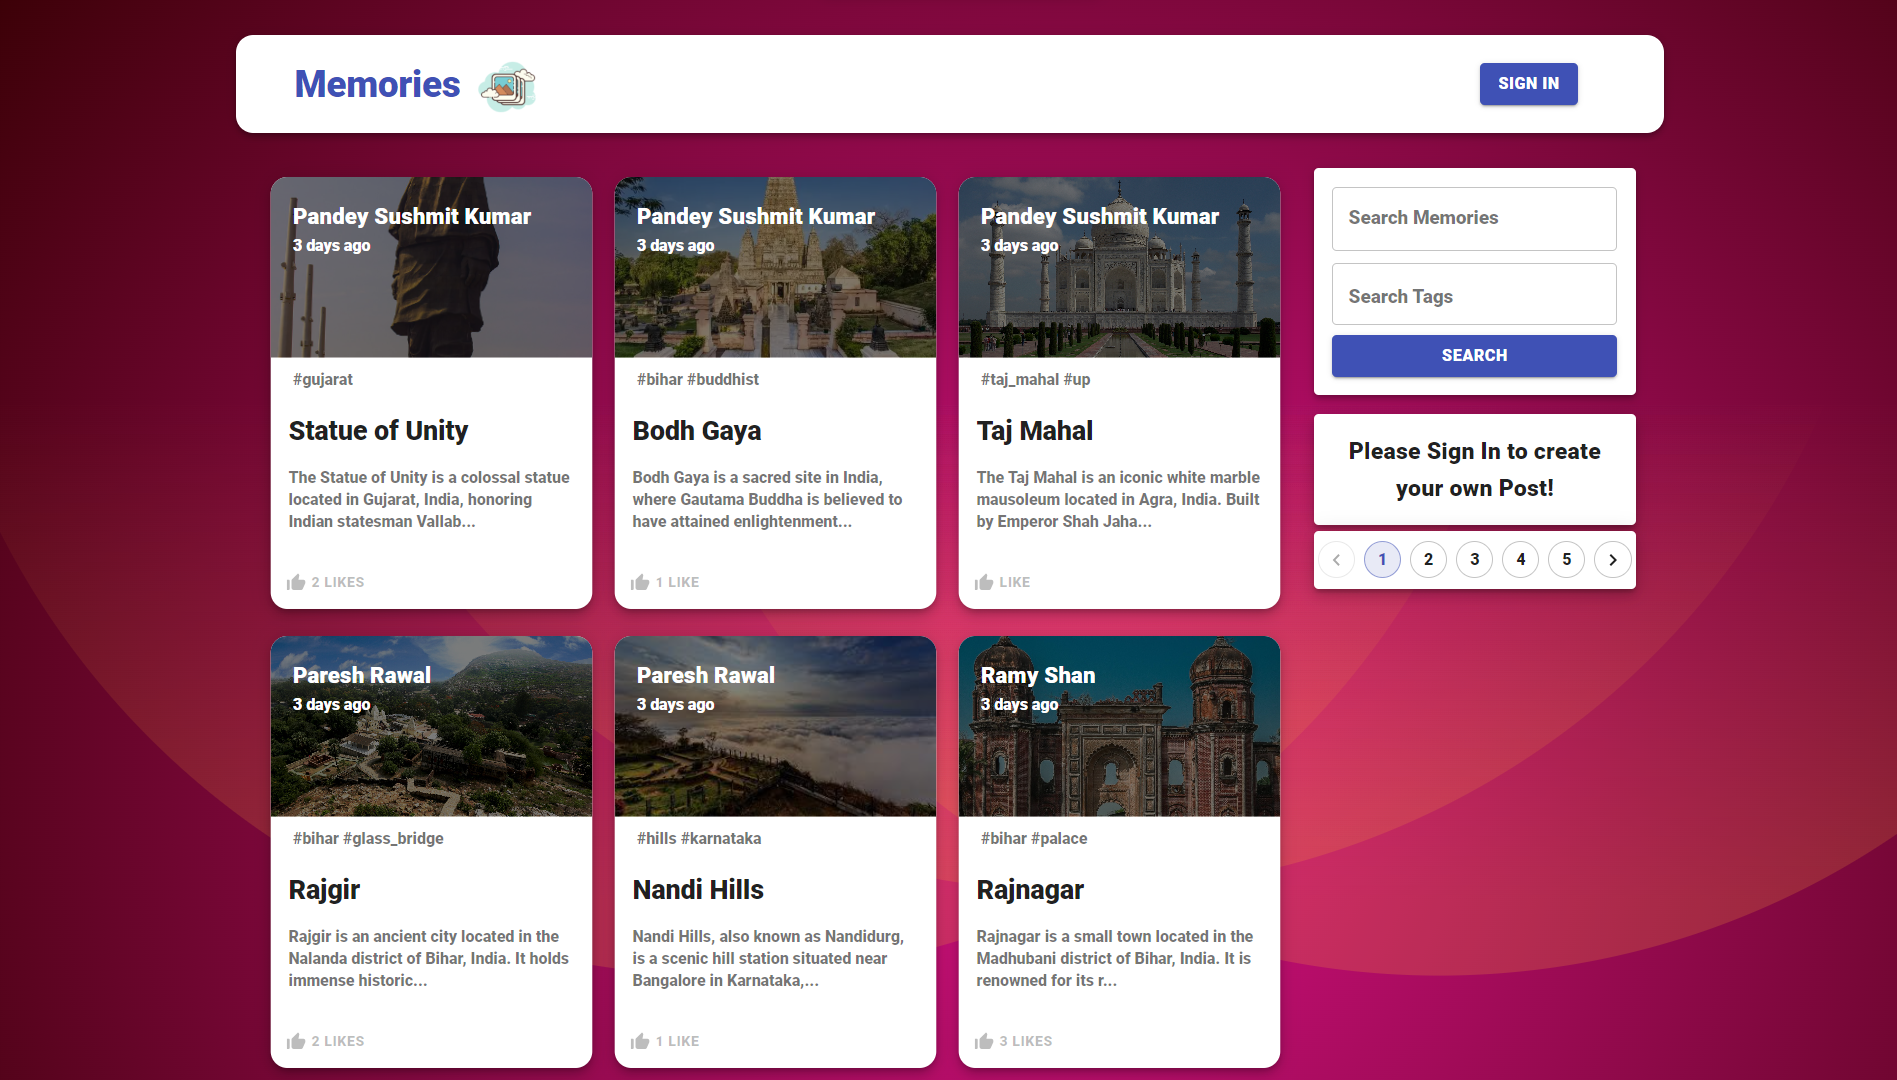 Memories
SIGN IN
Pandey Sushmit Kumar
3 days ago
#gujarat
Statue of Unity
The Statue of Unity is a colossal statue
located in Gujarat, India, honoring
Indian statesman Vallab...
2 LIKES
Pandey Sushmit Kumar
3 days ago
#bihar #buddhist
Bodh Gaya
Bodh Gaya is a sacred site in India,
where Gautama Buddha is believed to
have attained enlightenment...
1 LIKE
Pandey Sushmit Kumar
3 days ago
#taj_mahal #up
Taj Mahal
The Taj Mahal is an iconic white marble
mausoleum located in Agra, India. Built
by Emperor Shah Jaha...
LIKE
Paresh Rawal
3 days ago
#bihar #glass_bridge
Rajgir
Rajgir is an ancient city located in the
Nalanda district of Bihar, India. It holds
immense historic...
2 LIKES
Paresh Rawal
3 days ago
#hills #karnataka
Nandi Hills
Nandi Hills, also known as Nandidurg,
is a scenic hill station situated near
Bangalore in Karnataka,...
1 LIKE
Ramy Shan
3 days ago
#bihar #palace
Rajnagar
Rajnagar is a small town located in the
Madhubani district of Bihar, India. It is
renowned for its r...
3 LIKES
Search Memories
Search Tags
SEARCH
Please Sign In to create
your own Post!
1 2 3 4 5